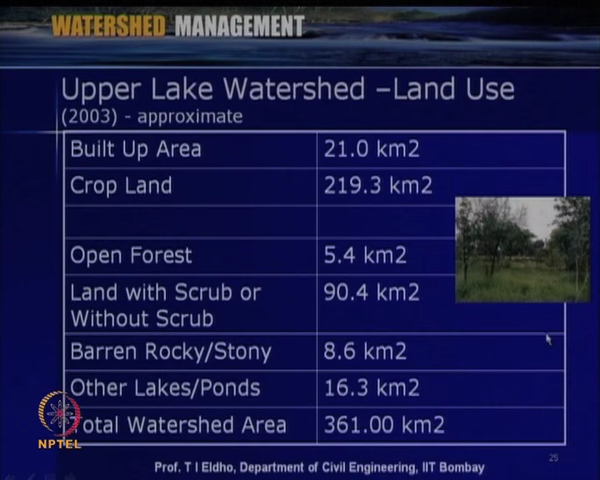 WATERSHED MANAGEMENT
Upper Lake Watershed –Land Use
(2003) - approximate
Built Up Area 21.0 km2
Crop Land 219.3 km2
Open Forest 5.4 km2
Land with Scrub or 90.4 km2
Without Scrub
Barren Rocky/Stony 8.6 km2
Other Lakes/Ponds 16.3 km2
Total Watershed Area 361.00 km2
NPTEL
25
Prof. T I Eldho, Department of Civil Engineering, IIT Bombay